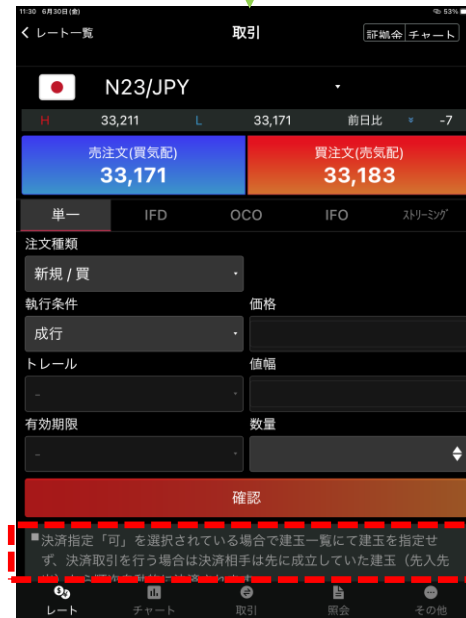 11:30 6月30日(金) 53%
レート一覧 取引 証拠金 チャート
N23/JPY
H 33,211 L 33,171 前日比 -7
売注文(買気配) 買注文(売気配)
33,171 33,183
単一 IFD OCO IFO ストリーミング
注文種類
新規 / 買
執行条件 価格
成行
トレール 値幅
-
有効期限 数量
-
確認
■決済指定「可」を選択されている場合で建玉一覧にて建玉を指定せ
ず、決済取引を行う場合は決済相手は先に成立していた建玉(先入先
レート チャート 取引 照会 その他